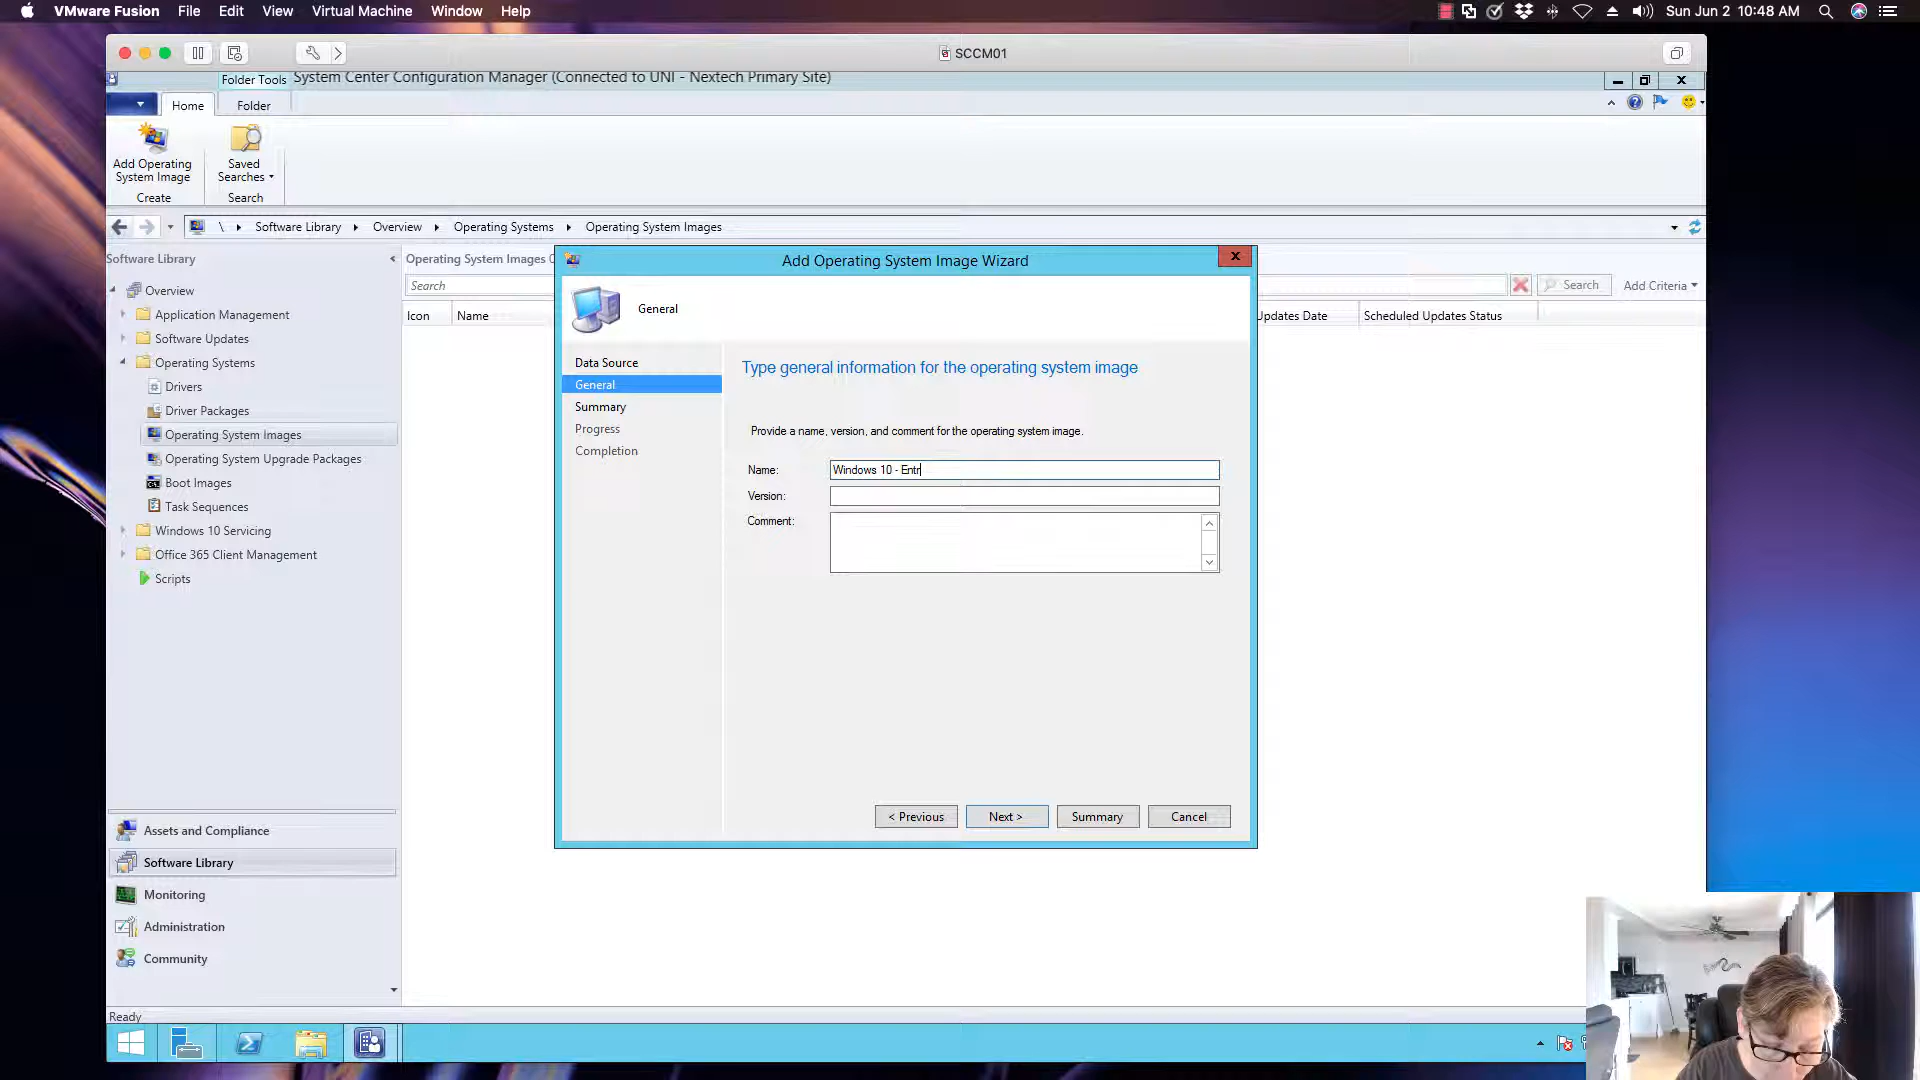 VMware Fusion File Edit View Virtual Machine Window Help Sun Jun 2 10:48 AM
SCCM01
Folder Tools System Center Configuration Manager (Connected to UNI - Nextech Primary Site)
Home Folder
Add Operating
System Image
Saved
Searches
Create Search
\ Software Library Overview Operating Systems Operating System Images
Software Library
Overview
Application Management
Software Updates
Operating Systems
Drivers
Driver Packages
Operating System Images
Operating System Upgrade Packages
Boot Images
Task Sequences
Windows 10 Servicing
Office 365 Client Management
Scripts
Assets and Compliance
Software Library
Monitoring
Administration
Community
Operating System Images
Search
Search Add Criteria
Icon Name Updates Date Scheduled Updates Status
Add Operating System Image Wizard
General
Data Source
General
Summary
Progress
Completion
Type general information for the operating system image
Provide a name, version, and comment for the operating system image.
Name: Windows 10 - Entr
Version:
Comment:
< Previous Next > Summary Cancel
Ready